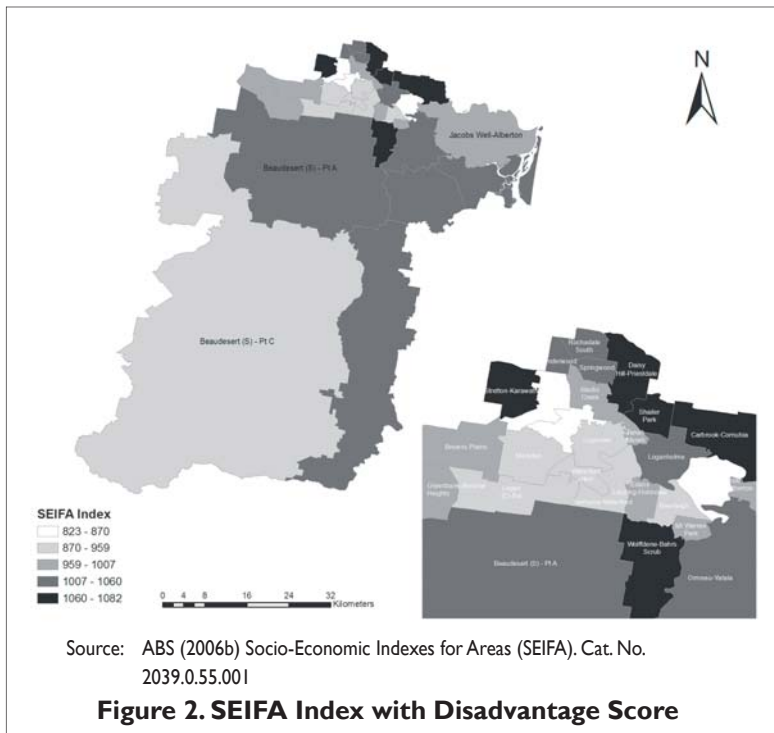 N
Jacobs Well-Alberton
Beaudesert (S) - Pt A
Beaudesert (S) - Pt C
SEIFA Index
823 - 870
870 - 959
959 - 1007
1007 - 1060
1060 - 1082
0 4 8 16 24 32
Kilometers
Rochedale
South
Springwood
Daisy
Hill-Priestdale
Stretton-Karawatha
Shailer
Park
Carbrook-Cornubia
Browns Plains
Loganholme
Heights
Mt Warren
Park
Wolffdene-Bahrs
Scrub
Beaudesert (S) - Pt A
Source: ABS (2006b) Socio-Economic Indexes for Areas (SEIFA). Cat. No.
2039.0.55.001
Figure 2. SEIFA Index with Disadvantage Score